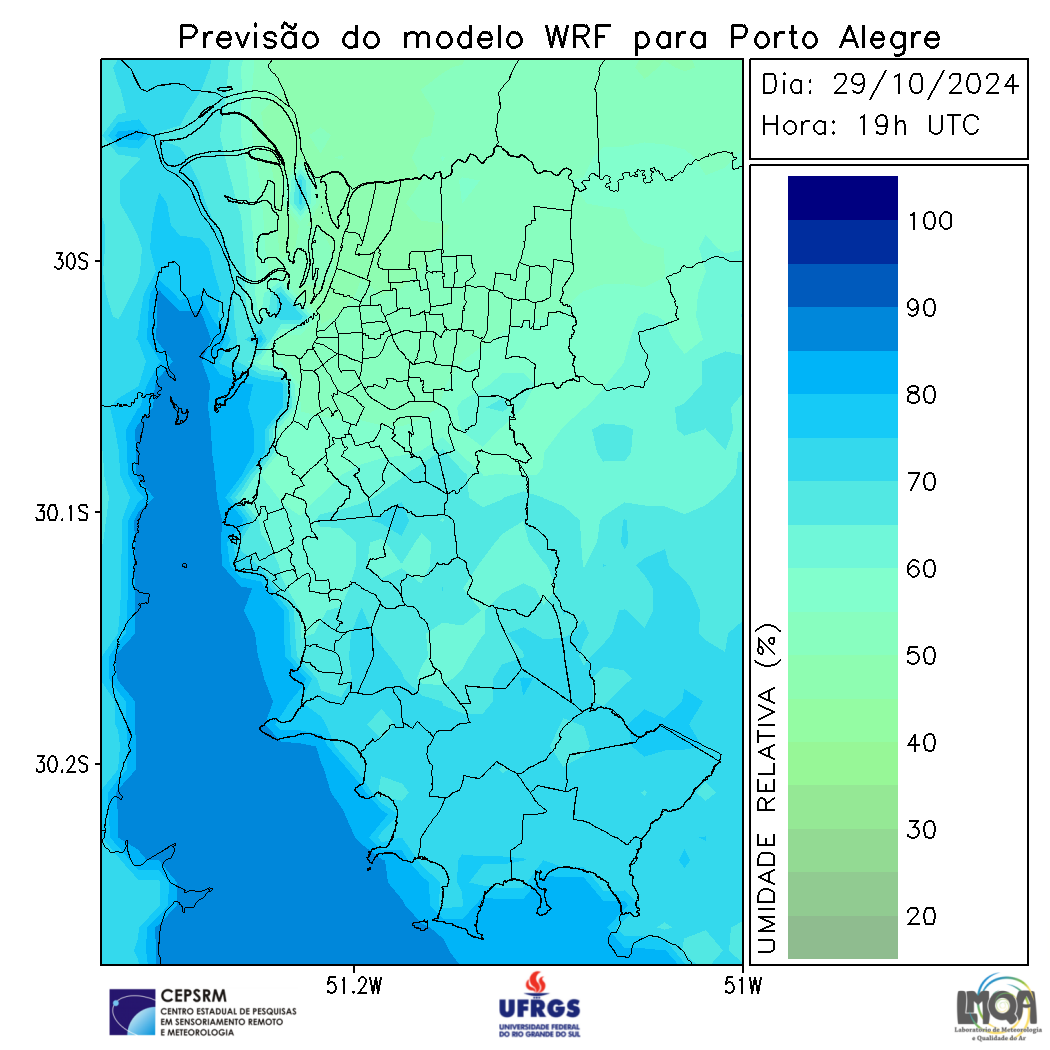 Previsão do modelo WRF para Porto Alegre
Dia: 29/10/2024
Hora: 19h UTC
30S
30.1S
30.2S
51.2W
51W
100
90
80
70
60
50
40
30
20
UMIDADE RELATIVA (%)
CEPSRM
CENTRO ESTADUAL DE PESQUISAS
EM SENSORIAMENTO REMOTO
E METEOROLOGIA
UFRGS
UNIVERSIDADE FEDERAL
DO RIO GRANDE DO SUL
LMQA
Laboratório de Meteorologia
e Qualidade do Ar